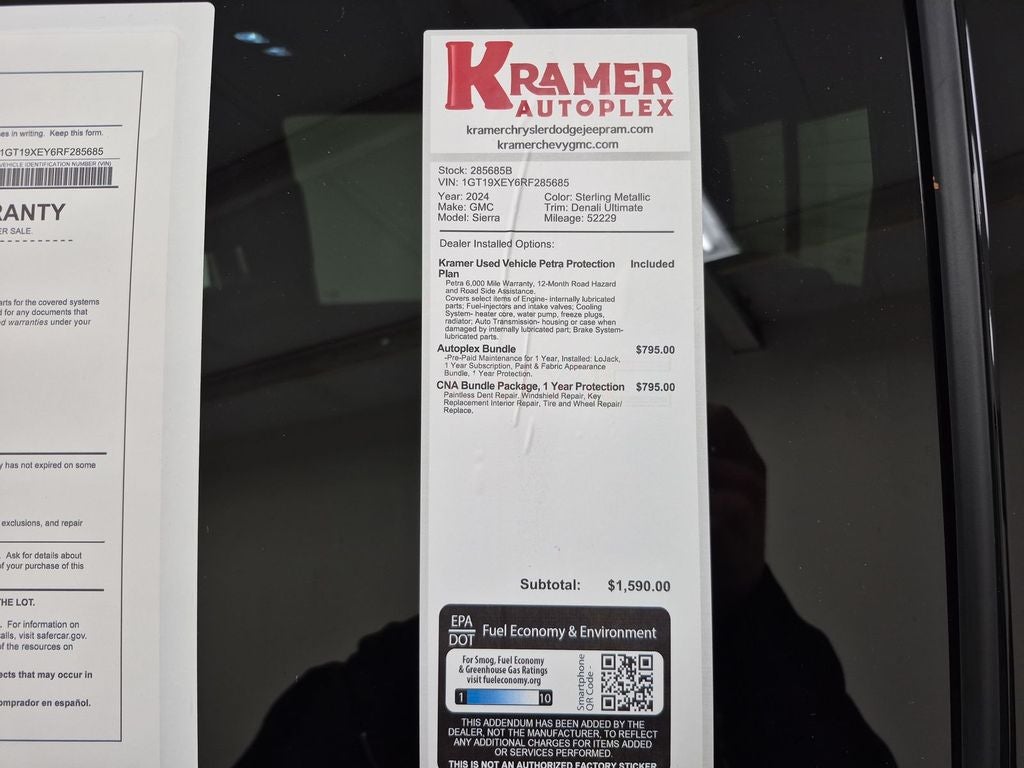 es in writing. Keep this form.
1GT19XEY6RF285685
VEHICLE IDENTIFICATION NUMBER (VIN)
RANTY
ER SALE.
arts for the covered systems
d for any documents that
d warranties under your
y has not expired on some
exclusions, and repair
. Ask for details about
of your purchase of this
HE LOT.
. For information on
alls, visit safercar.gov.
of the resources on
ects that may occur in
omprador en español.
KRAMER
AUTOPLEX
kramerchryslerdodgejeepram.com
kramerchevygmc.com
Stock: 285685B
VIN: 1GT19XEY6RF285685
Year: 2024 Color: Sterling Metallic
Make: GMC Trim: Denali Ultimate
Model: Sierra Mileage: 52229
Dealer Installed Options:
Kramer Used Vehicle Petra Protection Included
Plan
Petra 6,000 Mile Warranty, 12-Month Road Hazard
and Road Side Assistance.
Covers select items of Engine- internally lubricated
parts; Fuel-injectors and intake valves; Cooling
System- heater core, water pump, freeze plugs,
radiator; Auto Transmission- housing or case when
damaged by internally lubricated part; Brake System-
lubricated parts.
Autoplex Bundle $795.00
-Pre-Paid Maintenance for 1 Year, Installed: LoJack,
1 Year Subscription, Paint & Fabric Appearance
Bundle, 1 Year Protection.
CNA Bundle Package, 1 Year Protection $795.00
Paintless Dent Repair, Windshield Repair, Key
Replacement Interior Repair, Tire and Wheel Repair/
Replace.
Subtotal: $1,590.00
EPA
DOT Fuel Economy & Environment
For Smog, Fuel Economy
& Greenhouse Gas Ratings
visit fueleconomy.org
1 10
Smartphone
QR Code -
THIS ADDENDUM HAS BEEN ADDED BY THE
DEALER, NOT THE MANUFACTURER, TO REFLECT
ANY ADDITIONAL CHARGES FOR ITEMS ADDED
OR SERVICES PERFORMED.
THIS IS NOT AN AUTHORIZED FACTORY STICKER